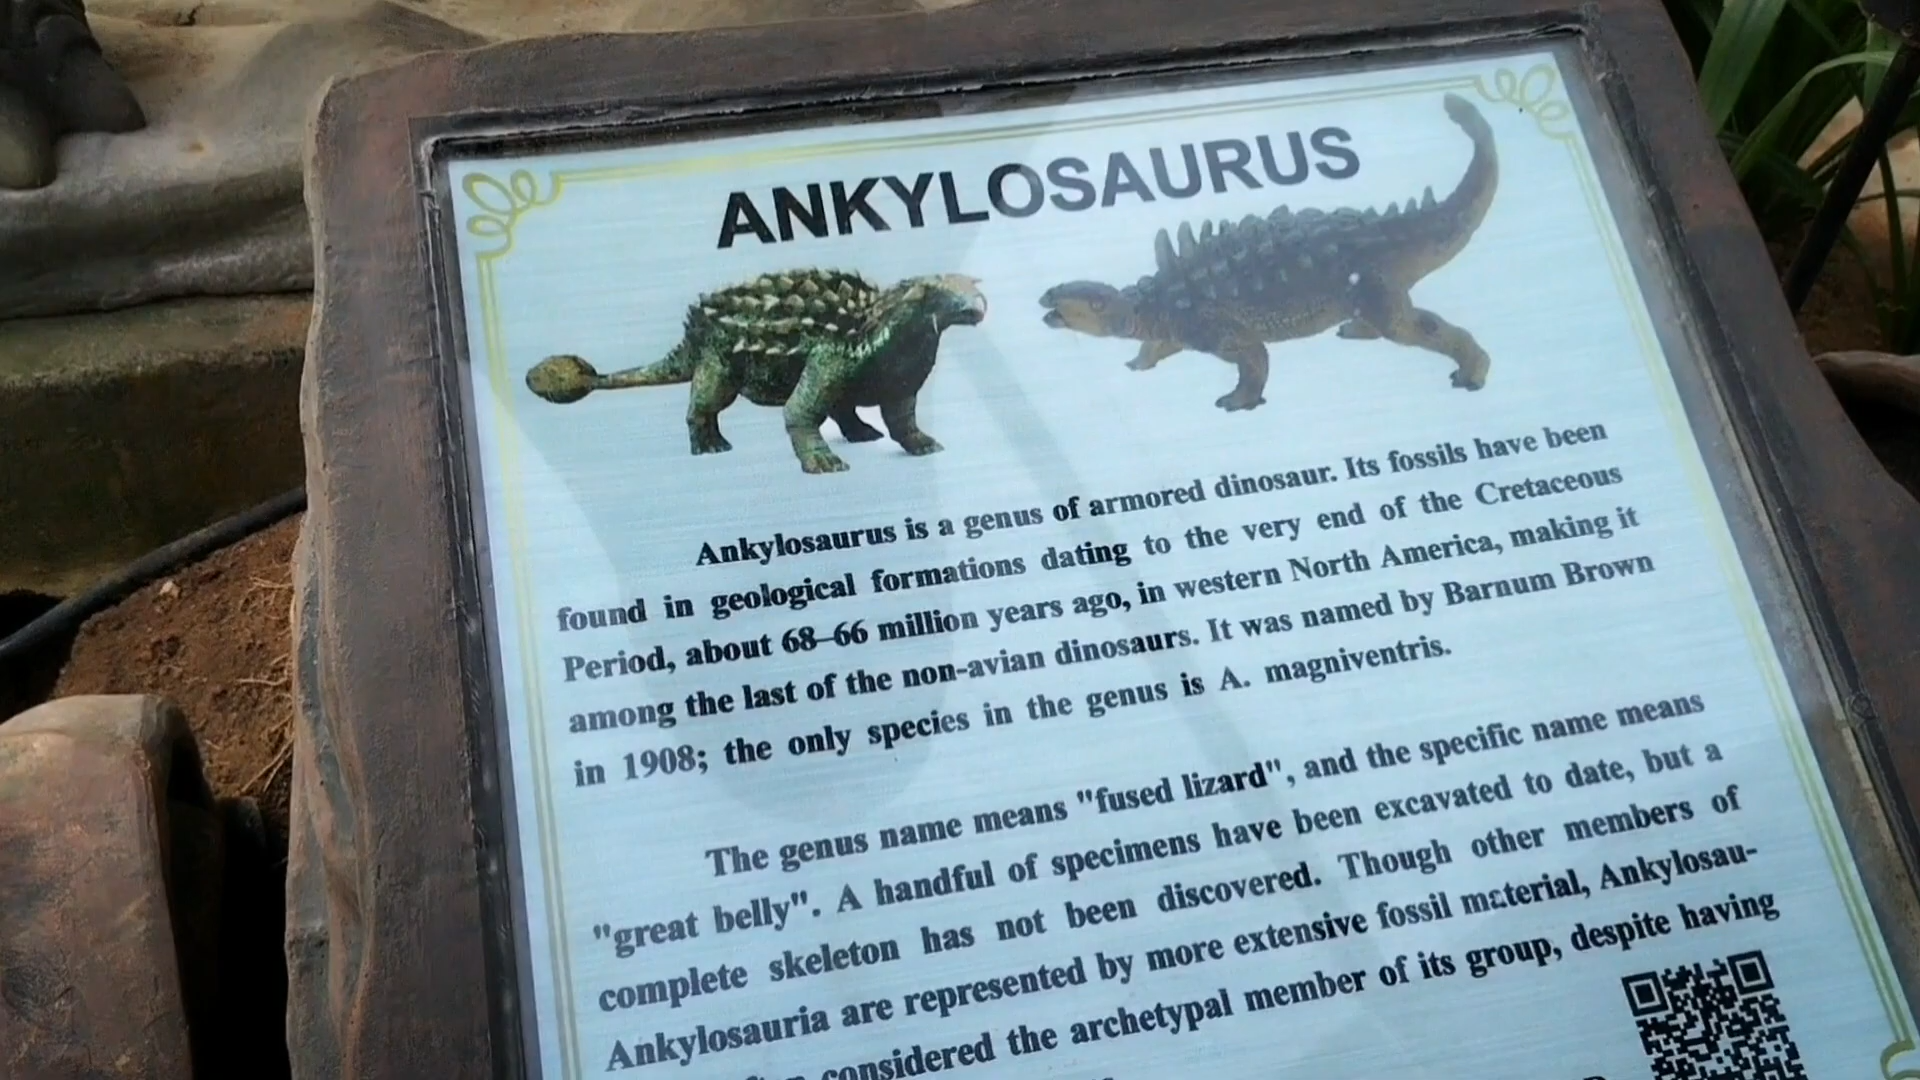 ANKYLOSAURUS
Ankylosaurus is a genus of armored dinosaur. Its fossils have been
found in geological formations dating to the very end of the Cretaceous
Period, about 68–66 million years ago, in western North America, making it
among the last of the non-avian dinosaurs. It was named by Barnum Brown
in 1908; the only species in the genus is A. magniventris.
The genus name means "fused lizard", and the specific name means
"great belly". A handful of specimens have been excavated to date, but a
complete skeleton has not been discovered. Though other members of
Ankylosauria are represented by more extensive fossil material, Ankylosau-
considered the archetypal member of its group, despite having